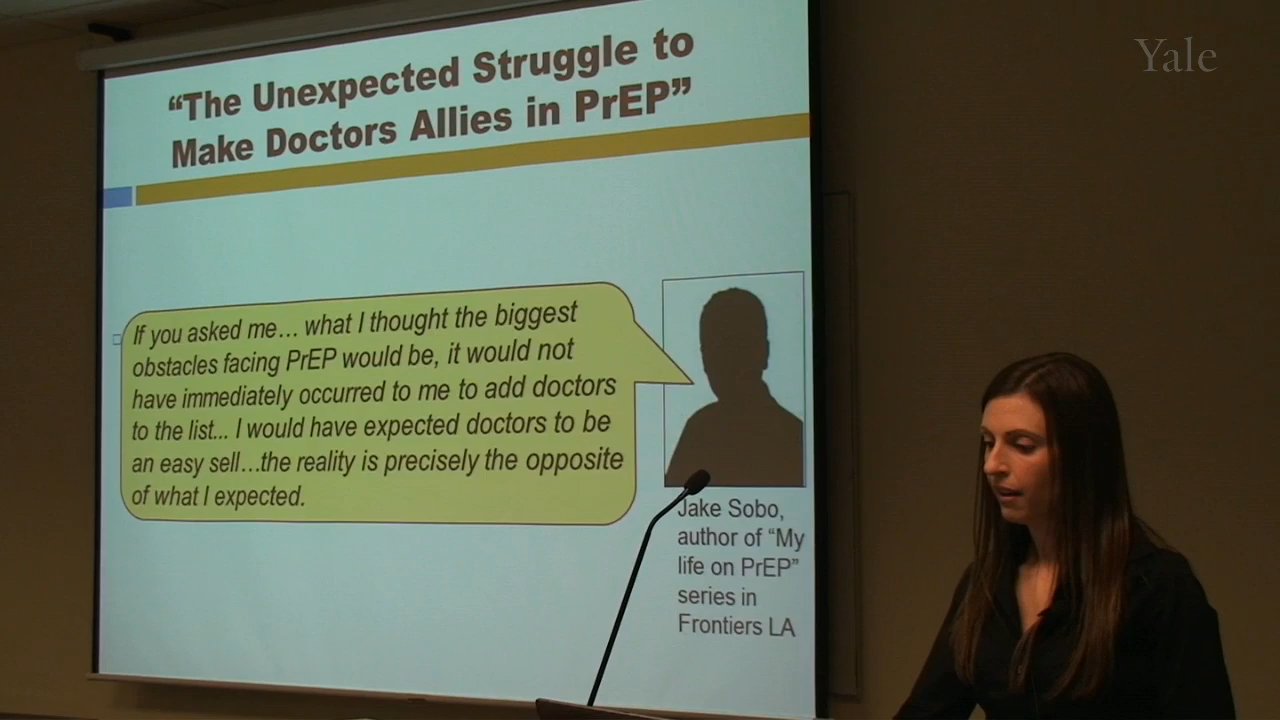 Yale
“The Unexpected Struggle to
Make Doctors Allies in PrEP”
If you asked me… what I thought the biggest
obstacles facing PrEP would be, it would not
have immediately occurred to me to add doctors
to the list... I would have expected doctors to be
an easy sell…the reality is precisely the opposite
of what I expected.
Jake Sobo,
author of “My
life on PrEP”
series in
Frontiers LA